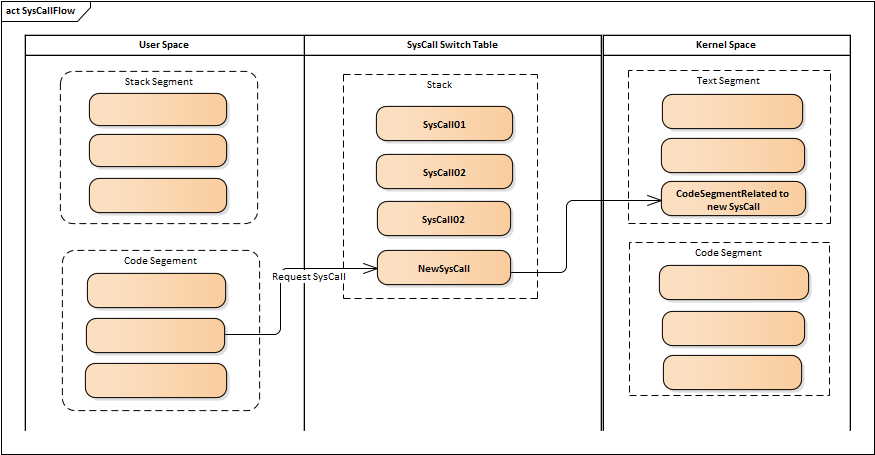 act SysCallFlow
User Space
SysCall Switch Table
Kernel Space
Stack Segment
Stack
SysCall01
SysCall02
SysCall02
NewSysCall
Text Segment
CodeSegmentRelated to
new SysCall
Code Segement
Request SysCall
Code Segment